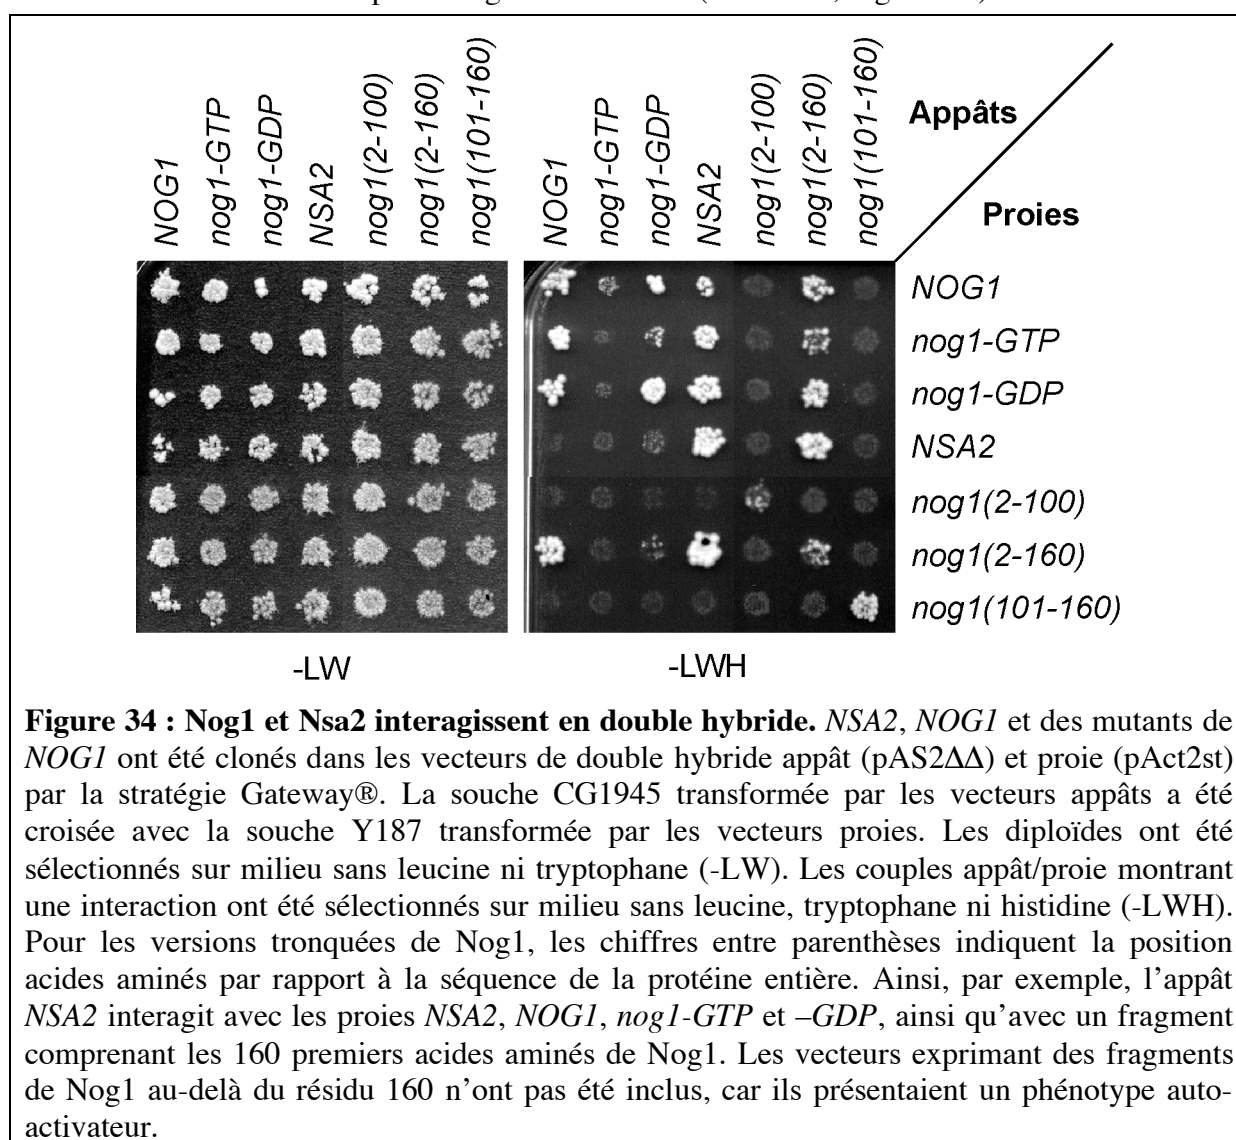 NOG1
nog1-GTP
nog1-GDP
NSA2
nog1(2-100)
nog1(2-160)
nog1(101-160)
NOG1
nog1-GTP
nog1-GDP
NSA2
nog1(2-100)
nog1(2-160)
nog1(101-160)
Appâts
Proies
NOG1
nog1-GTP
nog1-GDP
NSA2
nog1(2-100)
nog1(2-160)
nog1(101-160)
-LW
-LWH
Figure 34 : Nog1 et Nsa2 interagissent en double hybride. NSA2, NOG1 et des mutants de
NOG1 ont été clonés dans les vecteurs de double hybride appât (pAS2ΔΔ) et proie (pAct2st)
par la stratégie Gateway®. La souche CG1945 transformée par les vecteurs appâts a été
croisée avec la souche Y187 transformée par les vecteurs proies. Les diploïdes ont été
sélectionnés sur milieu sans leucine ni tryptophane (-LW). Les couples appât/proie montrant
une interaction ont été sélectionnés sur milieu sans leucine, tryptophane ni histidine (-LWH).
Pour les versions tronquées de Nog1, les chiffres entre parenthèses indiquent la position
acides aminés par rapport à la séquence de la protéine entière. Ainsi, par exemple, l'appât
NSA2 interagit avec les proies NSA2, NOG1, nog1-GTP et –GDP, ainsi qu'avec un fragment
comprenant les 160 premiers acides aminés de Nog1. Les vecteurs exprimant des fragments
de Nog1 au-delà du résidu 160 n'ont pas été inclus, car ils présentaient un phénotype auto-
activateur.